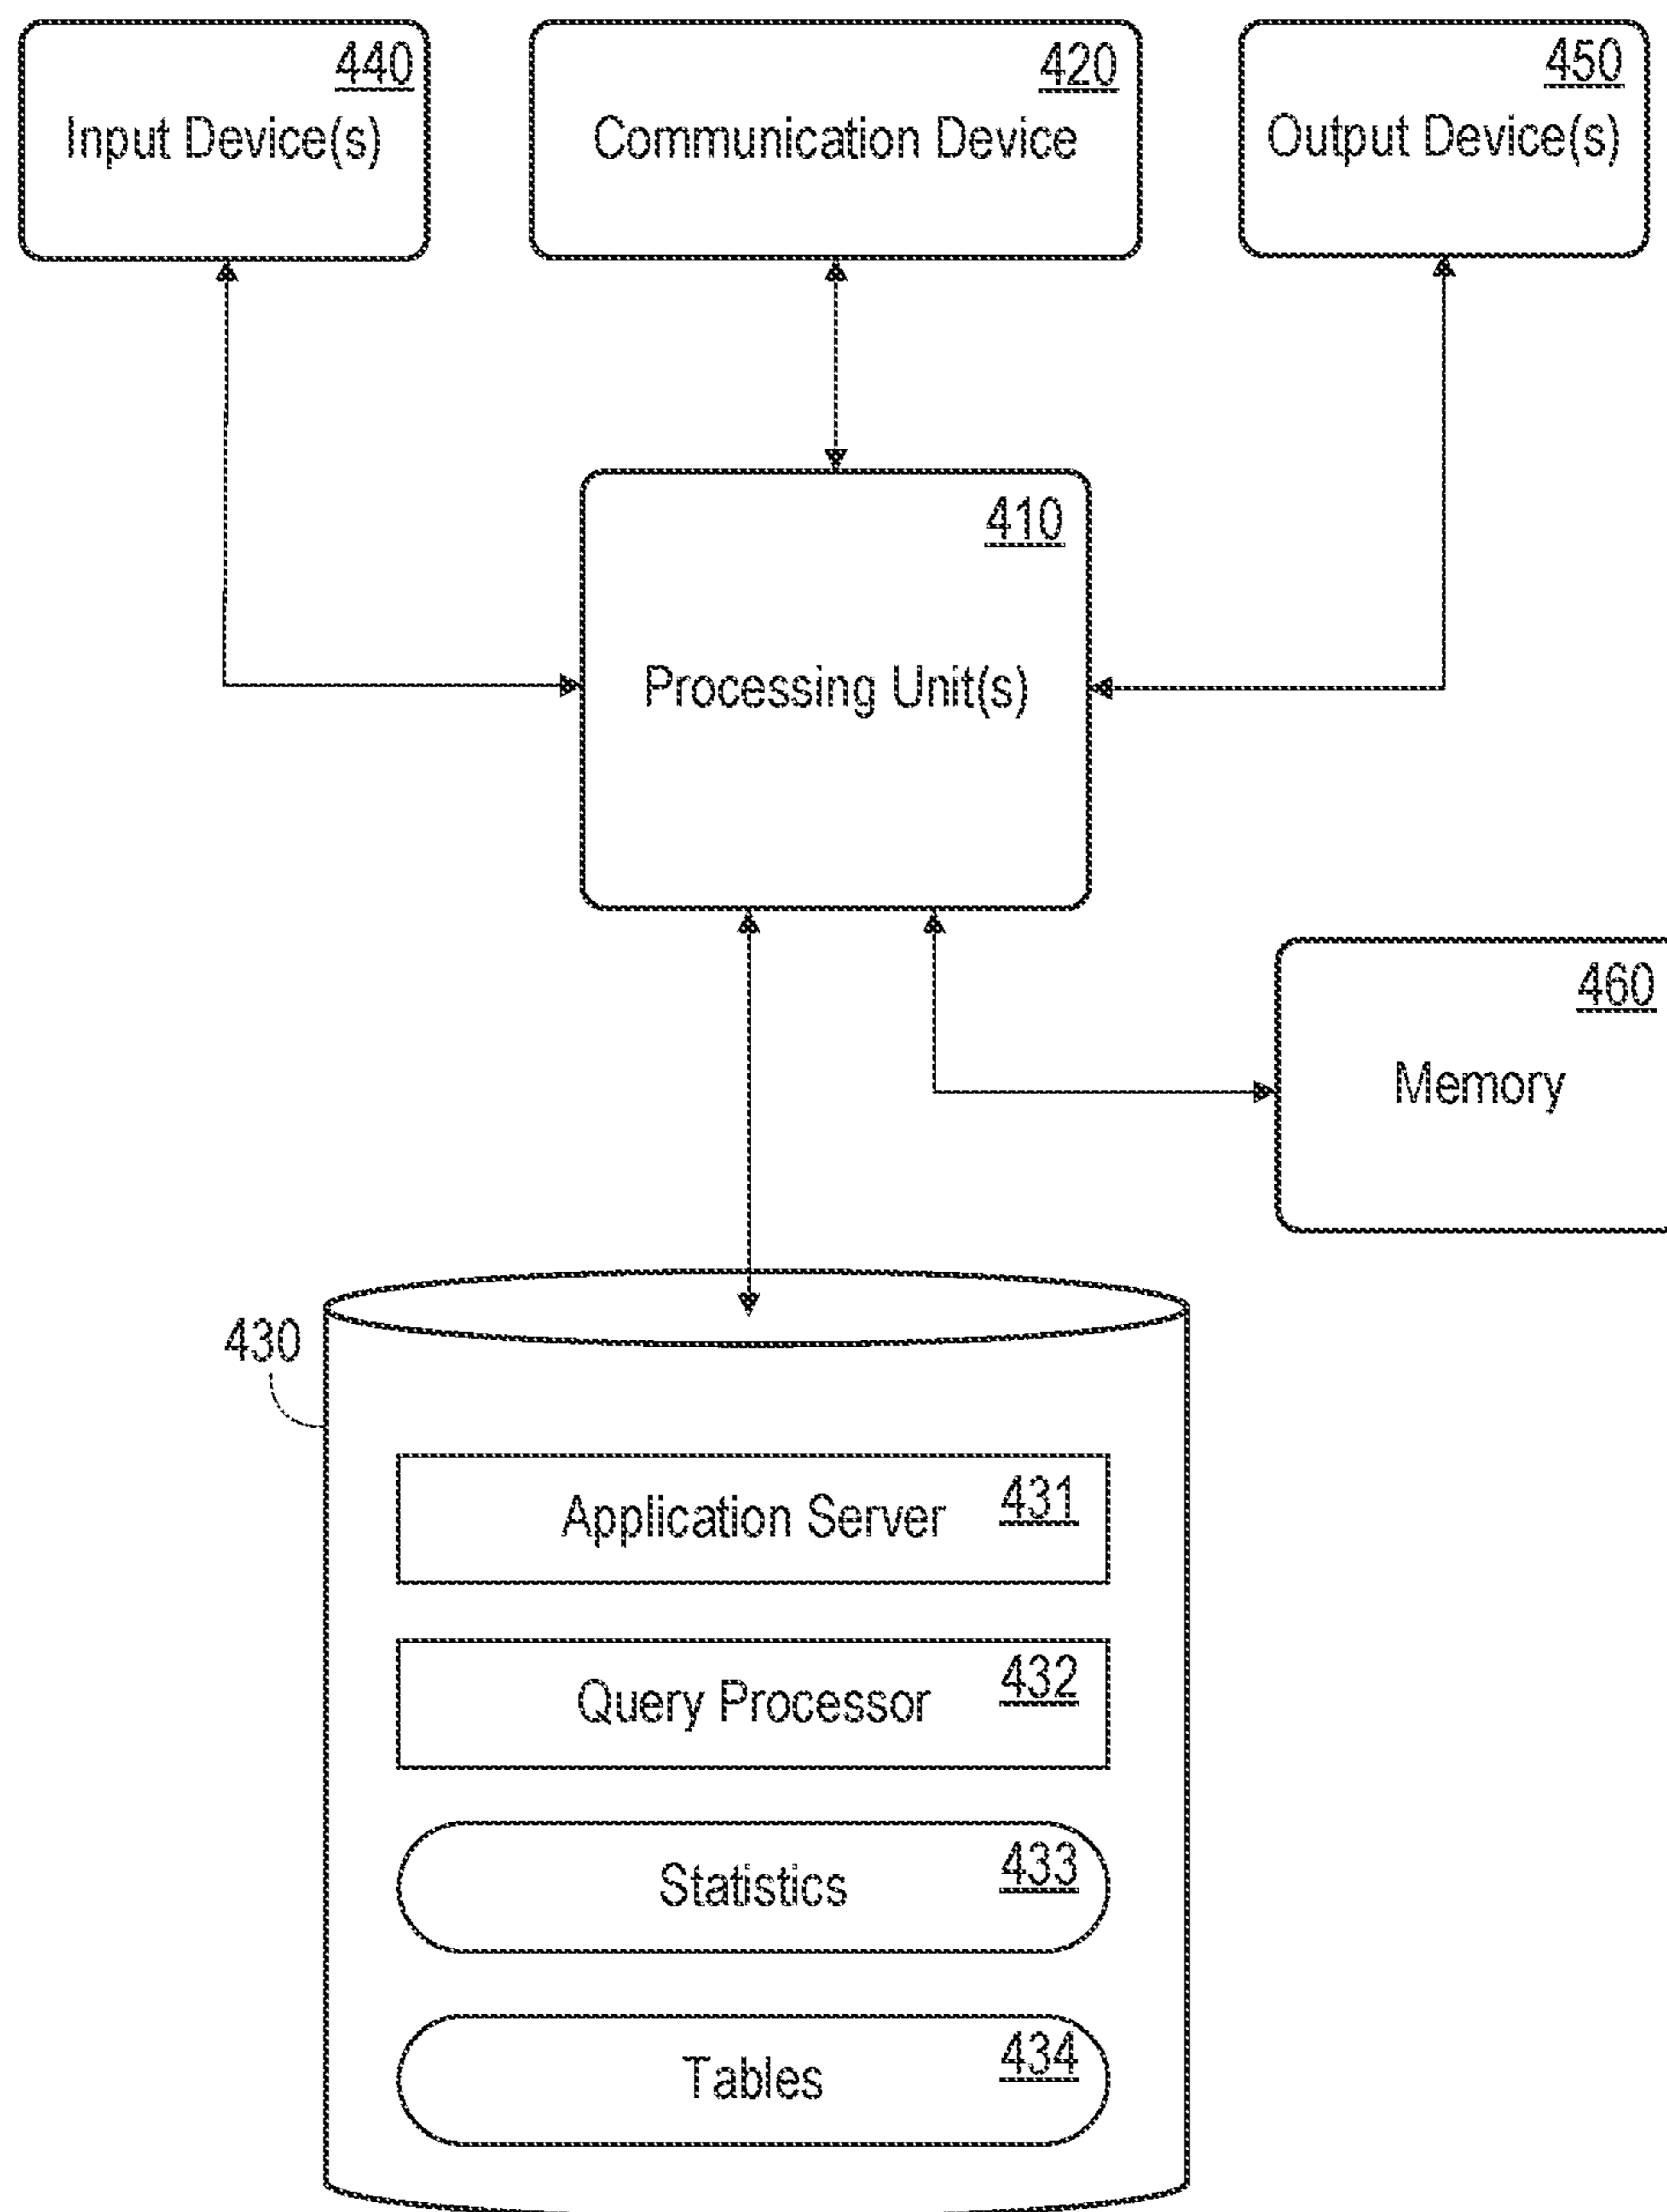 440
Input Device(s)
420
Communication Device
450
Output Device(s)
410
Processing Unit(s)
460
Memory
430
Application Server 431
Query Processor 432
Statistics 433
Tables 434